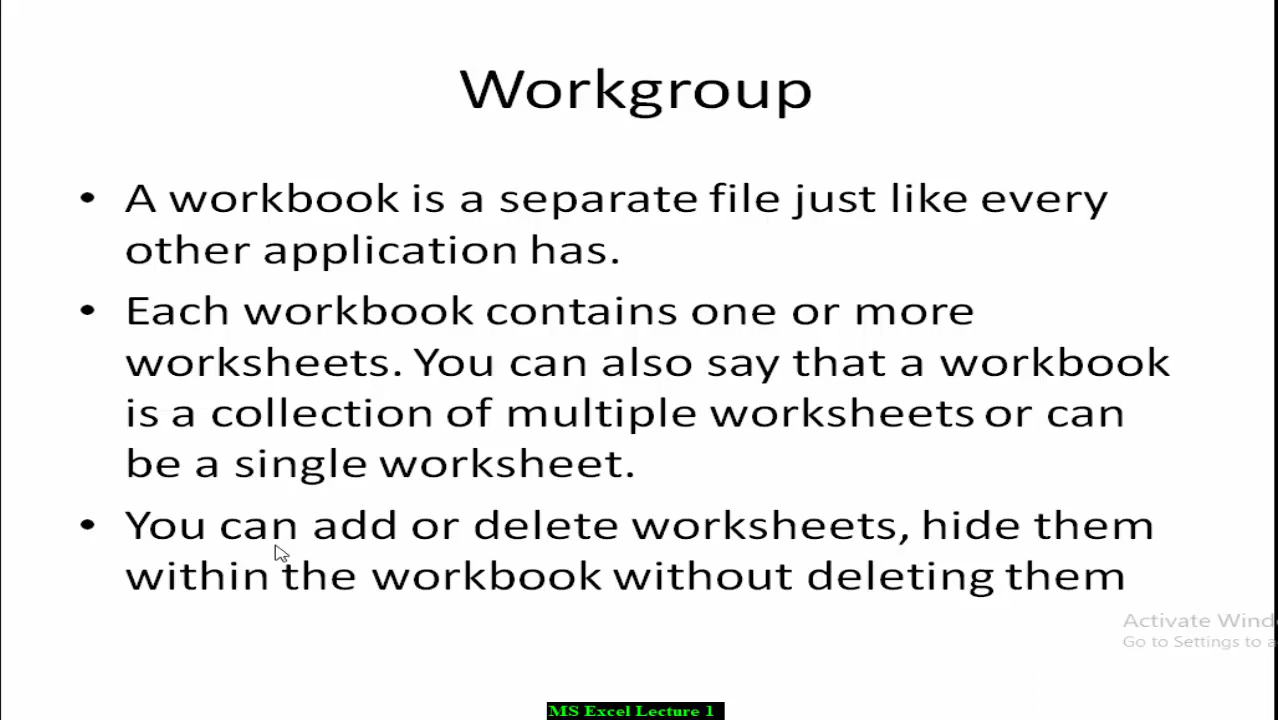 Workgroup
• A workbook is a separate file just like every
other application has.
• Each workbook contains one or more
worksheets. You can also say that a workbook
is a collection of multiple worksheets or can
be a single worksheet.
• You can add or delete worksheets, hide them
within the workbook without deleting them
Activate Wind
Go to Settings to a
MS Excel Lecture 1